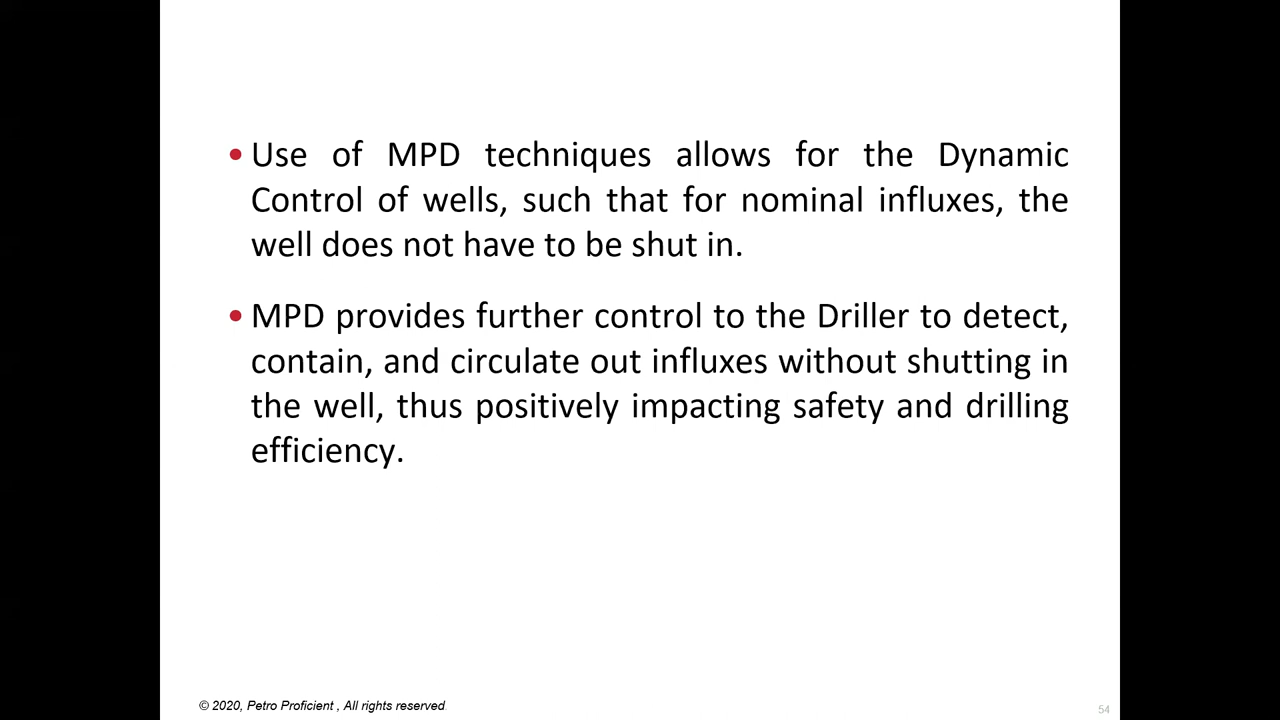 • Use of MPD techniques allows for the Dynamic
Control of wells, such that for nominal influxes, the
well does not have to be shut in.
• MPD provides further control to the Driller to detect,
contain, and circulate out influxes without shutting in
the well, thus positively impacting safety and drilling
efficiency.
© 2020, Petro Proficient , All rights reserved
54